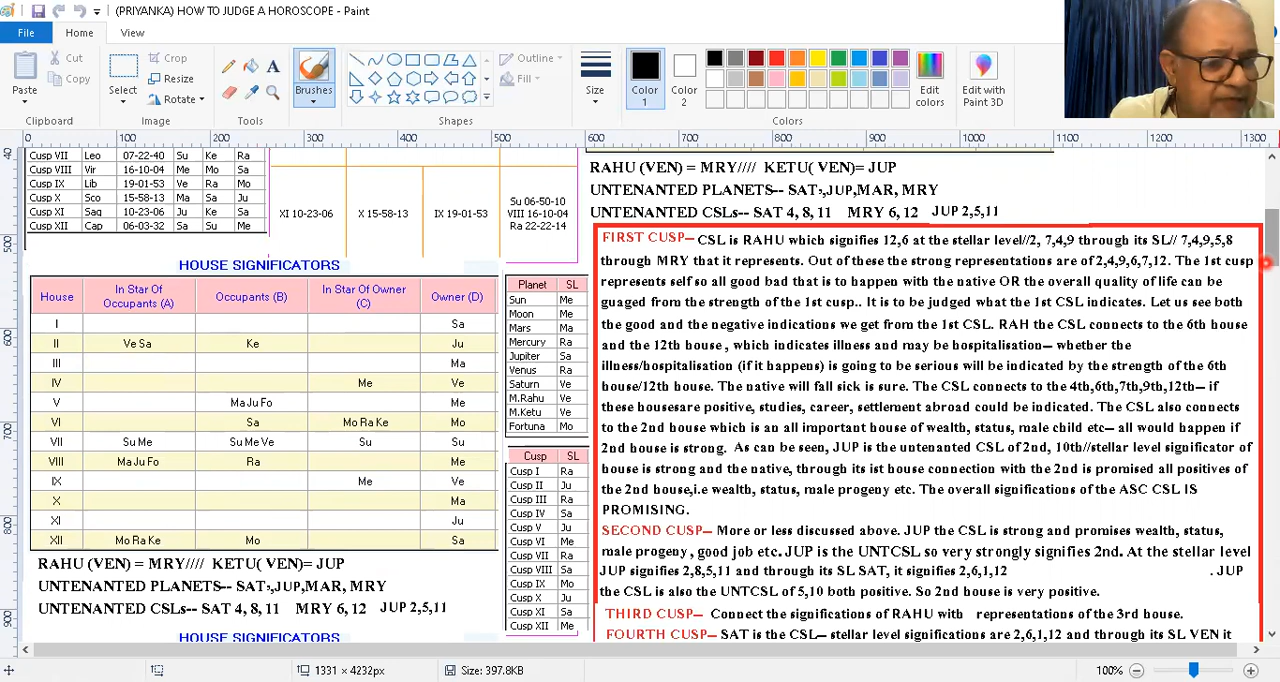 (PRIYANKA) HOW TO JUDGE A HOROSCOPE - Paint
File Home View
Paste Cut Copy Clipboard
Select Crop Resize Rotate Image
Tools
Brushes
Shapes Outline Fill
Size
Color 1 Color 2
Edit colors
Edit with Paint 3D
Colors
0 100 200 300 400 500 600 700 800 900 1000 1100 1200 1300
500
600
700
800
900
Cusp VII Leo 07-22-40 Su Ke Ra
Cusp VIII Vir 16-10-04 Me Mo Sa
Cusp IX Lib 19-01-53 Ve Ra Mo
Cusp X Sco 15-58-13 Ma Sa Ju
Cusp XI Sag 10-23-06 Ju Ke Sa
Cusp XII Cap 06-03-32 Su Sa Me
XI 10-23-06
X 15-58-13
IX 19-01-53
Su 06-50-10
VIII 16-10-04
Ra 22-22-14
HOUSE SIGNIFICATORS
House In Star Of Occupants (A) Occupants (B) In Star Of Owner (C) Owner (D)
I Sa
II Ve Sa Ke Ju
III Ma
IV Me Ve
V Ma Ju Fo Me
VI Sa Mo Ra Ke Mo
VII Su Me Su Me Ve Su Su
VIII Ma Ju Fo Ra Me
IX Me Ve
X Ma
XI Ju
XII Mo Ra Ke Mo Sa
RAHU (VEN) = MRY//// KETU( VEN)= JUP
UNTENANTED PLANETS-- SAT,,JUP,MAR, MRY
UNTENANTED CSLs-- SAT 4, 8, 11 MRY 6, 12 JUP 2,5,11
HOUSE SIGNIFICATORS
Planet SL
Sun Me
Moon Me
Mars Ma
Mercury Ra
Jupiter Sa
Venus Ra
Saturn Ve
M.Rahu Ve
M.Ketu Ve
Fortuna Mo
Cusp SL
Cusp I Ra
Cusp II Ju
Cusp III Ra
Cusp IV Sa
Cusp V Ju
Cusp VI Me
Cusp VII Ra
Cusp VIII Sa
Cusp IX Mo
Cusp X Ju
Cusp XI Sa
Cusp XII Me
RAHU (VEN) = MRY//// KETU( VEN)= JUP
UNTENANTED PLANETS-- SAT,,JUP,MAR, MRY
UNTENANTED CSLs-- SAT 4, 8, 11 MRY 6, 12 JUP 2,5,11
FIRST CUSP-- CSL is RAHU which signifies 12,6 at the stellar level//2, 7,4,9 through its SL// 7,4,9,5,8
through MRY that it represents. Out of these the strong representations are of 2,4,9,6,7,12. The 1st cusp
represents self so all good bad that is to happen with the native OR the overall quality of life can be
guaged from the strength of the 1st cusp.. It is to be judged what the 1st CSL indicates. Let us see both
the good and the negative indications we get from the 1st CSL. RAH the CSL connects to the 6th house
and the 12th house , which indicates illness and may be hospitalisation-- whether the
illness/hospitalisation (if it happens) is going to be serious will be indicated by the strength of the 6th
house/12th house. The native will fall sick is sure. The CSL connects to the 4th,6th,7th,9th,12th-- if
these housesare positive, studies, career, settlement abroad could be indicated. The CSL also connects
to the 2nd house which is an all important house of wealth, status, male child etc-- all would happen if
2nd house is strong. As can be seen, JUP is the untenanted CSL of 2nd, 10th//stellar level significator of
house is strong and the native, through its ist house connection with the 2nd is promised all positives of
the 2nd house,i.e wealth, status, male progeny etc. The overall significations of the ASC CSL IS
PROMISING.
SECOND CUSP-- More or less discussed above. JUP the CSL is strong and promises wealth, status,
male progeny , good job etc. JUP is the UNTCSL so very strongly signifies 2nd. At the stellar level
JUP signifies 2,8,5,11 and through its SL SAT, it signifies 2,6,1,12 . JUP
the CSL is also the UNTCSL of 5,10 both positive. So 2nd house is very positive.
THIRD CUSP-- Connect the significations of RAHU with representations of the 3rd house.
FOURTH CUSP-- SAT is the CSL-- stellar level significations are 2,6,1,12 and through its SL VEN it
1331 × 4232px
Size: 397.8KB
100%